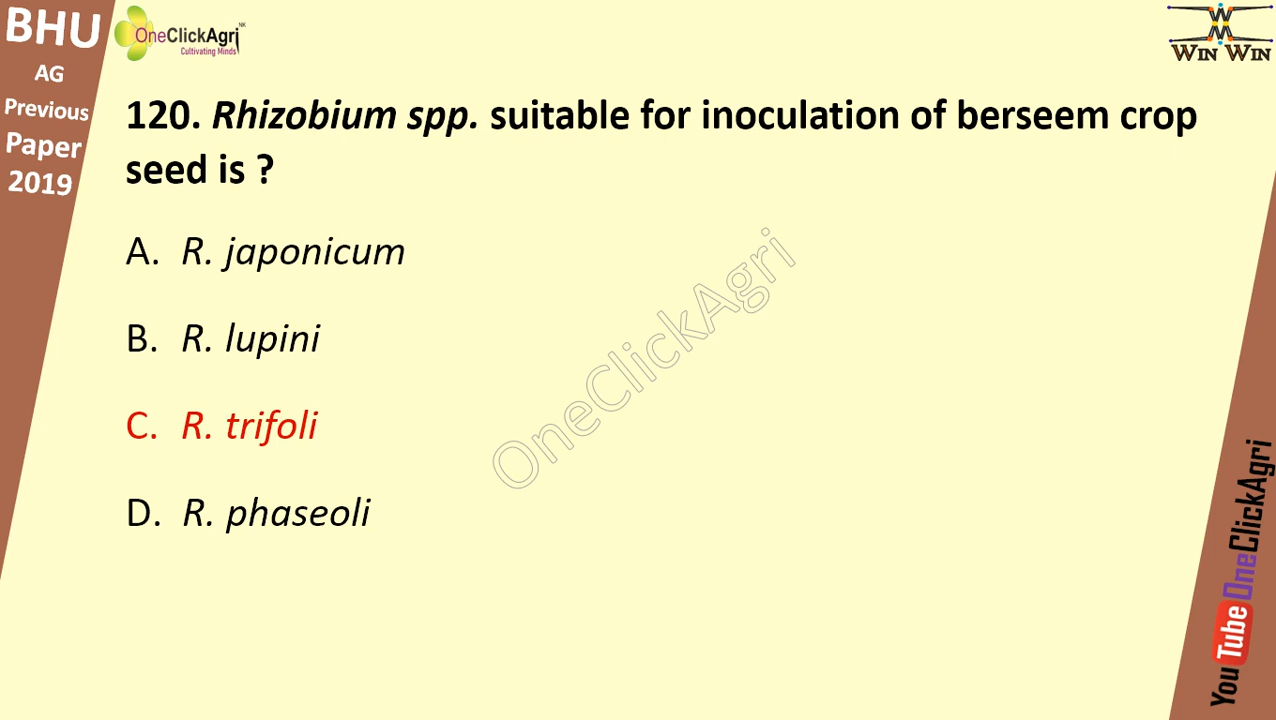 BHU
AG
Previous
Paper
2019
OneClickAgri NK
Cultivating Minds
WIN WIN
120. Rhizobium spp. suitable for inoculation of berseem crop
seed is ?
A. R. japonicum
B. R. lupini
C. R. trifoli
D. R. phaseoli
OneClickAgri
YouTube OneClickAgri